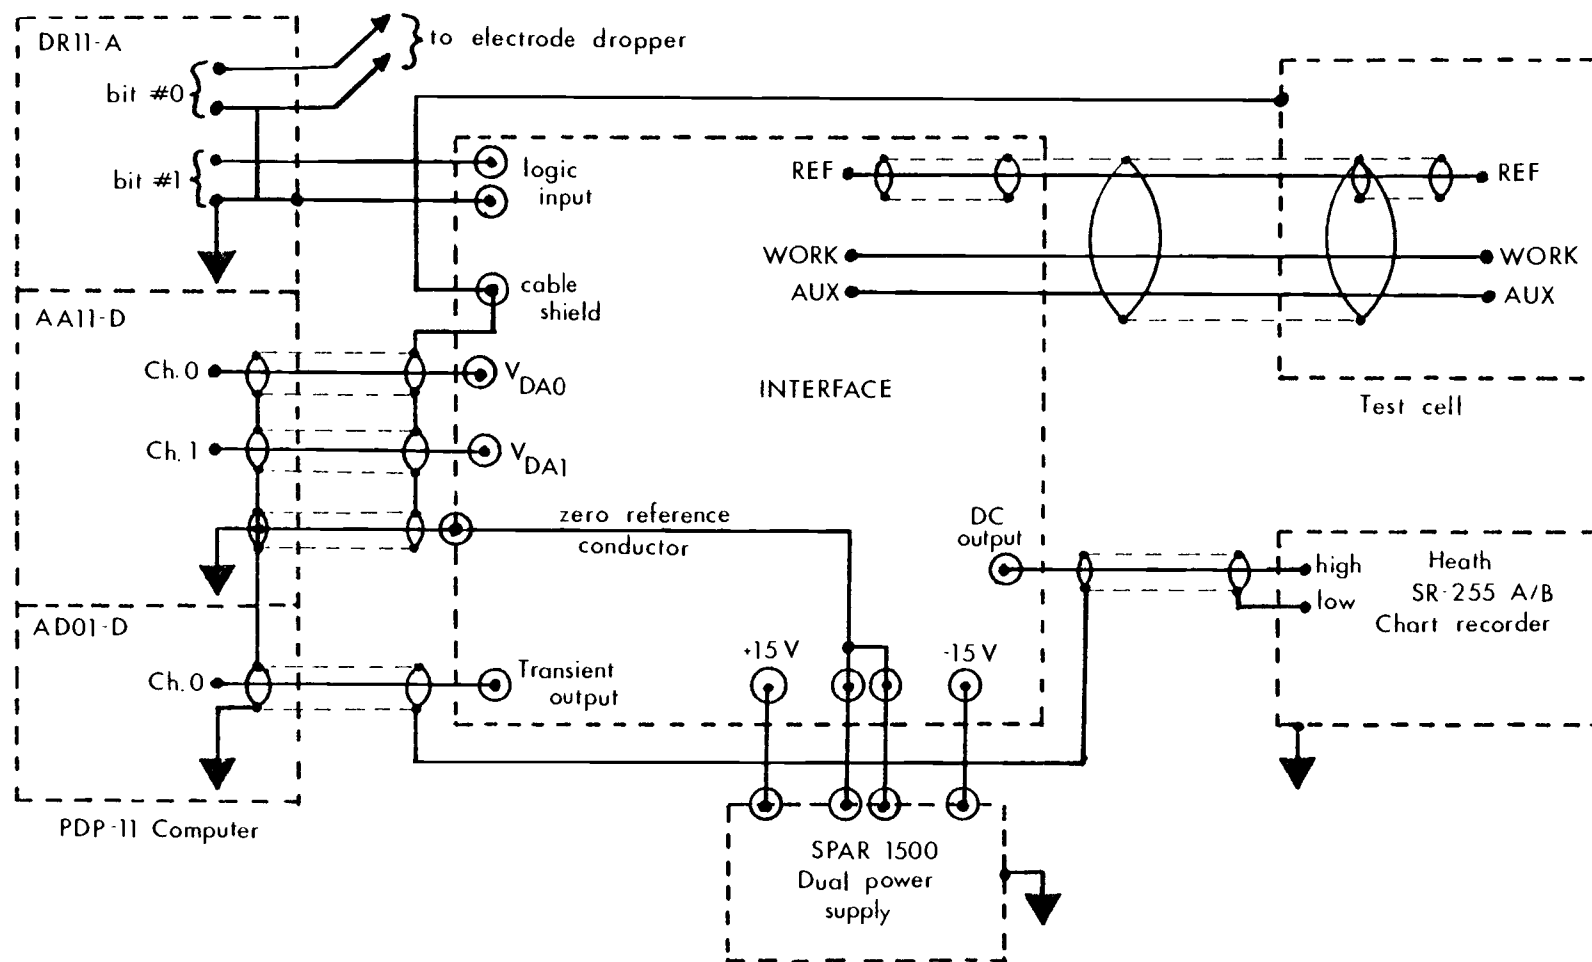 DR11-A
bit #0
to electrode dropper
bit #1
logic
input
cable
shield
AA11-D
Ch. 0
V DA0
Ch. 1
V DA1
zero reference
conductor
AD01-D
Ch. 0
Transient
output
PDP-11 Computer
INTERFACE
REF
WORK
AUX
REF
WORK
AUX
Test cell
DC
output
high
low
Heath
SR-255 A/B
Chart recorder
+15 V
-15 V
SPAR 1500
Dual power
supply